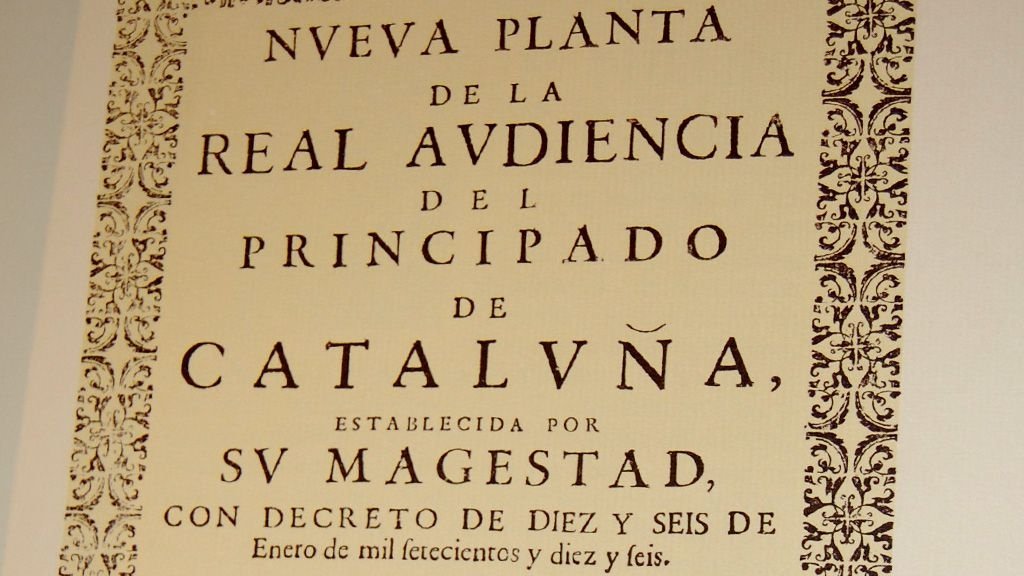 NVEVA PLANTA
DE LA
REAL AVDIENCIA
DEL
PRINCIPADO
DE
CATALVÑA,
ESTABLECIDA POR
SV MAGESTAD,
CON DECRETO DE DIEZ Y SEIS DE
Enero de mil ſetecientos y diez y ſeis.